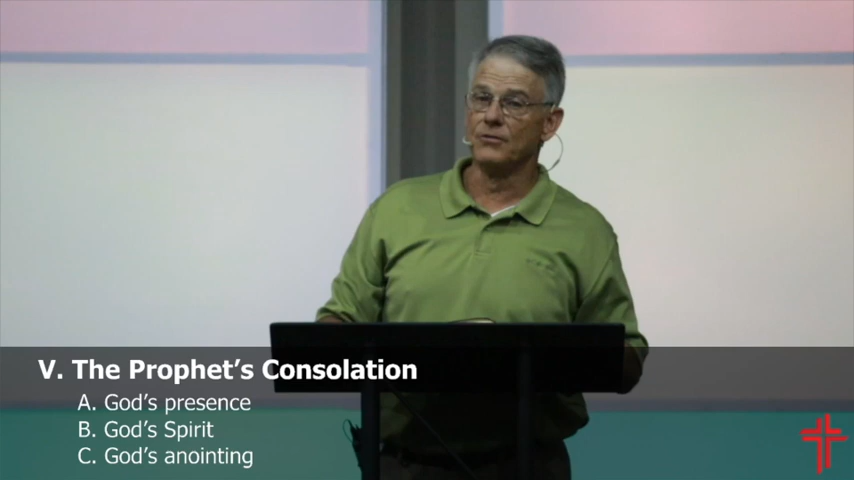 V. The Prophet's Consolation
A. God's presence
B. God's Spirit
C. God's anointing